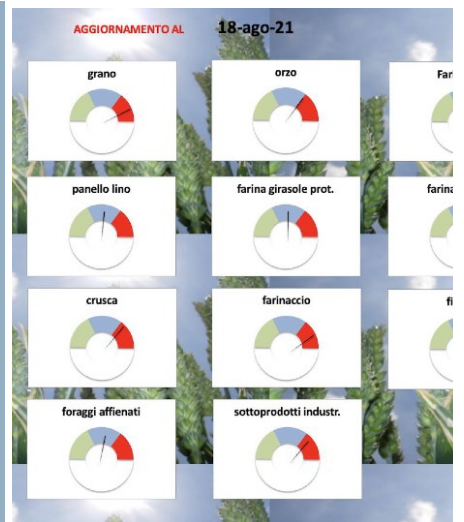 AGGIORNAMENTO AL 18-ago-21
grano
orzo
panello lino
farina girasole prot.
crusca
farinaccio
foraggi affienati
sottoprodotti industr.